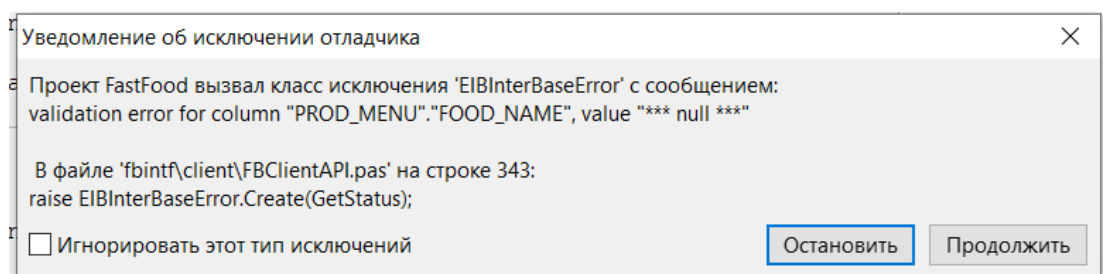 Уведомление об исключении отладчика
Проект FastFood вызвал класс исключения 'EIBInterBaseError' с сообщением:
validation error for column "PROD_MENU"."FOOD_NAME", value "*** null ***"
В файле 'fbintf\client\FBClientAPI.pas' на строке 343:
raise EIBInterBaseError.Create(GetStatus);
Игнорировать этот тип исключений
Остановить
Продолжить